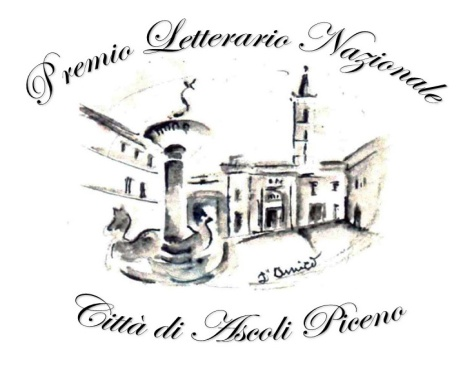 Premio Letterario Nazionale
Città di Ascoli Piceno